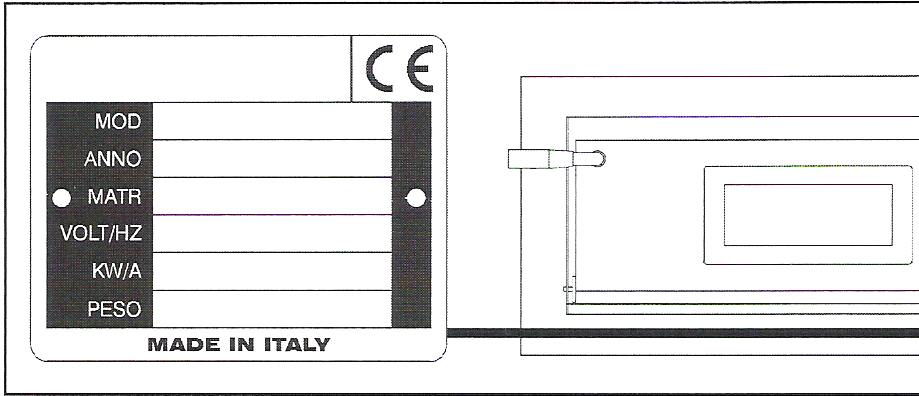 CE
MOD
ANNO
MATR
VOLT/HZ
KW/A
PESO
MADE IN ITALY